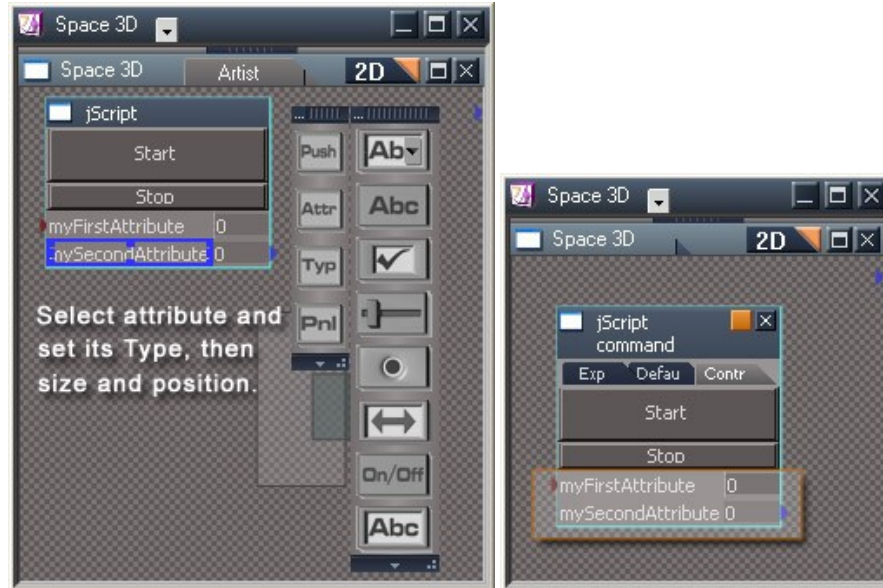 Space 3D
Space 3D
Artist
2D
jScript
Start
Stop
myFirstAttribute 0
mySecondAttribute 0
Select attribute and
set its Type, then
size and position.
Push
Attr
Typ
Pnl
Ab
Abc
On/Off
Abc
Space 3D
Space 3D
2D
jScript
command
Exp
Defau
Contr
Start
Stop
myFirstAttribute 0
mySecondAttribute 0